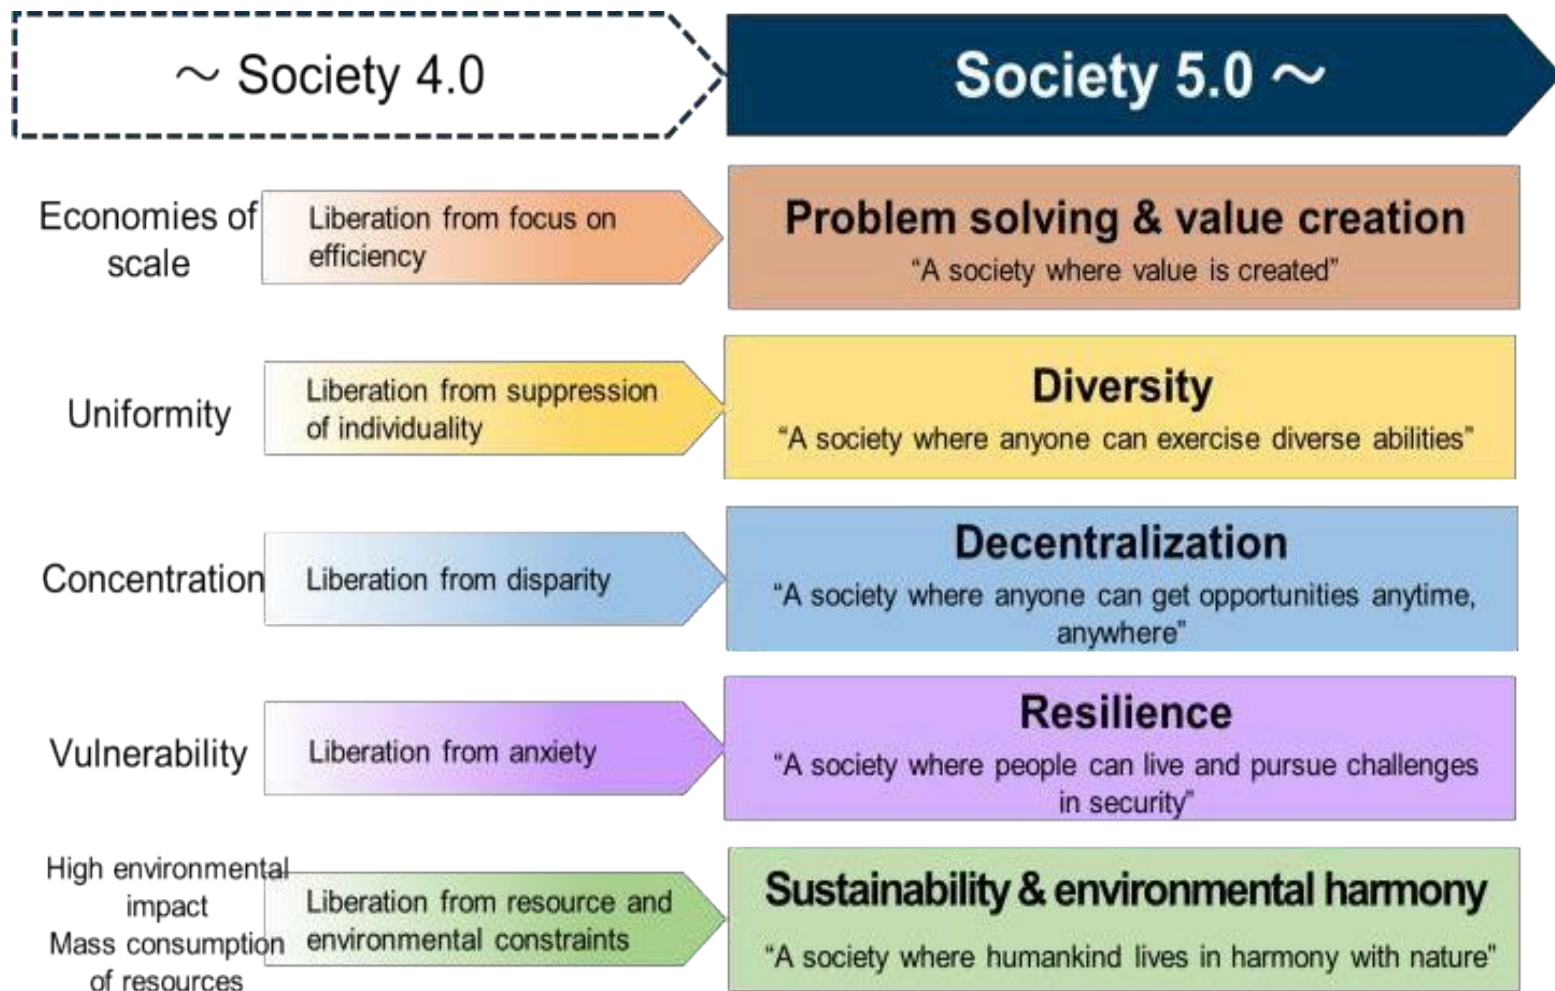 ～ Society 4.0
Society 5.0 ～
Economies of
scale
Liberation from focus on
efficiency
Problem solving & value creation
“A society where value is created”
Uniformity
Liberation from suppression
of individuality
Diversity
“A society where anyone can exercise diverse abilities”
Concentration
Liberation from disparity
Decentralization
“A society where anyone can get opportunities anytime,
anywhere”
Vulnerability
Liberation from anxiety
Resilience
“A society where people can live and pursue challenges
in security”
High environmental
impact
Mass consumption
of resources
Liberation from resource and
environmental constraints
Sustainability & environmental harmony
“A society where humankind lives in harmony with nature”